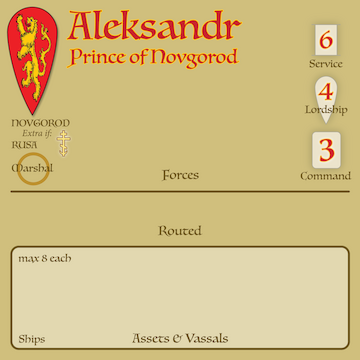 Aleksandr
Prince of Novgorod
6
Service
4
Lordship
3
Command
NOVGOROD
Extra if:
RUSA
Marshal
Forces
Routed
max 8 each
Ships
Assets & Vassals